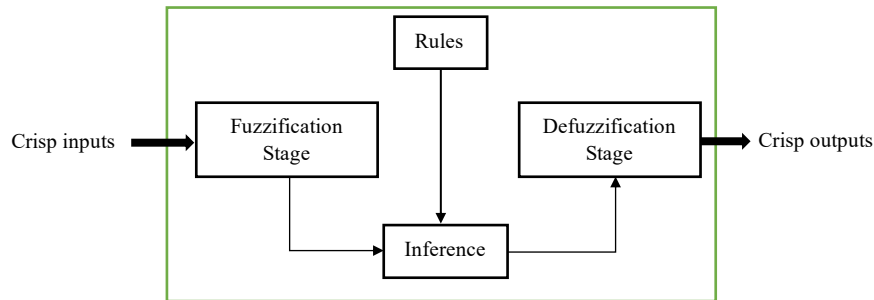 Rules
Crisp inputs
Fuzzification
Stage
Defuzzification
Stage
Crisp outputs
Inference